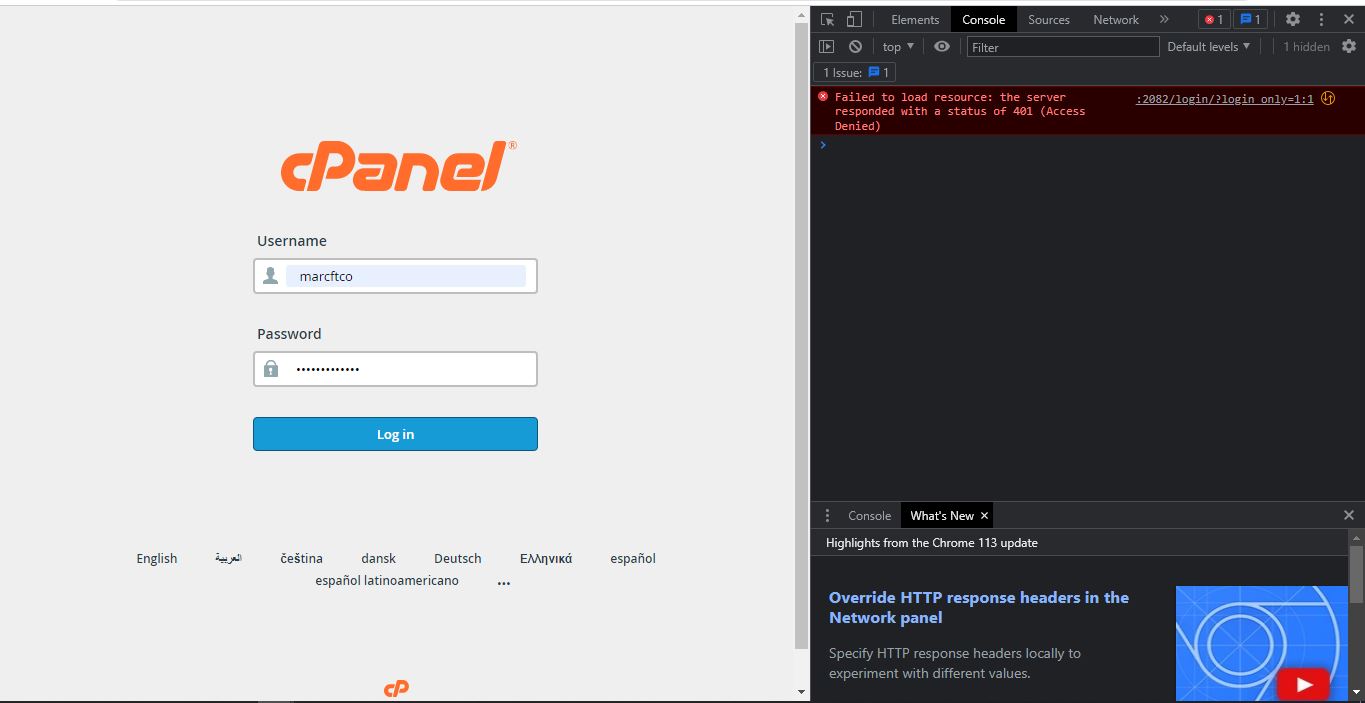 cPanel®
Username
marcftco
Password
•••••••••••••
Log in
English العربية čeština dansk Deutsch Ελληνικά español
español latinoamericano ...
cP
Elements Console Sources Network » 1 1
top ▼ Filter Default levels ▼ 1 hidden
1 Issue: 1
Failed to load resource: the server :2082/login/?login_only=1:1
responded with a status of 401 (Access
Denied)
Console What's New ×
Highlights from the Chrome 113 update
Override HTTP response headers in the
Network panel
Specify HTTP response headers locally to
experiment with different values.